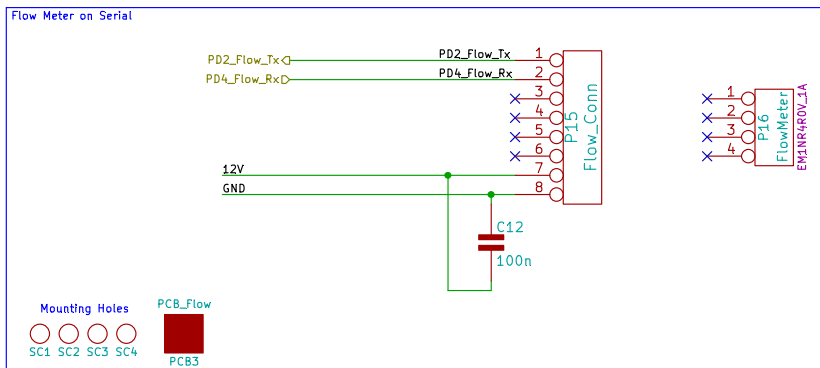 Flow Meter on Serial
PD2_Flow_Tx
PD2_Flow_Tx
1
PD4_Flow_Rx
PD4_Flow_Rx
2
3
4
5
6
12V
7
GND
8
P15
Flow_Conn
1
2
3
4
P16
FlowMeter
EM1NR4R0V_1A
C12
100n
Mounting Holes
SC1 SC2 SC3 SC4
PCB_Flow
PCB3